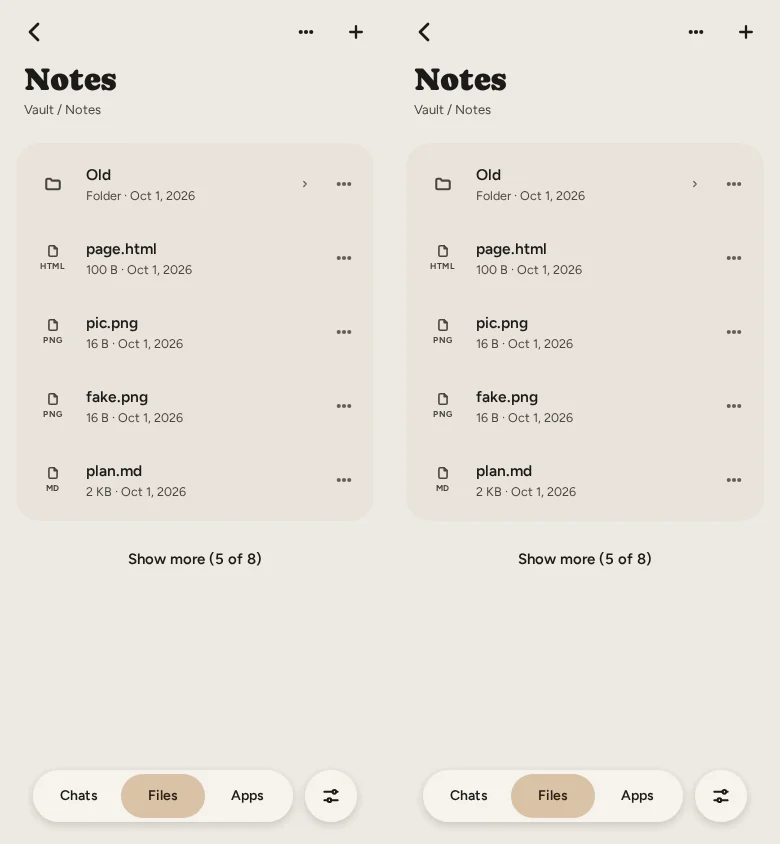 Notes
Vault / Notes
Old
Folder · Oct 1, 2026
HTML
page.html
100 B · Oct 1, 2026
PNG
pic.png
16 B · Oct 1, 2026
PNG
fake.png
16 B · Oct 1, 2026
MD
plan.md
2 KB · Oct 1, 2026
Show more (5 of 8)
Chats
Files
Apps
Notes
Vault / Notes
Old
Folder · Oct 1, 2026
HTML
page.html
100 B · Oct 1, 2026
PNG
pic.png
16 B · Oct 1, 2026
PNG
fake.png
16 B · Oct 1, 2026
MD
plan.md
2 KB · Oct 1, 2026
Show more (5 of 8)
Chats
Files
Apps